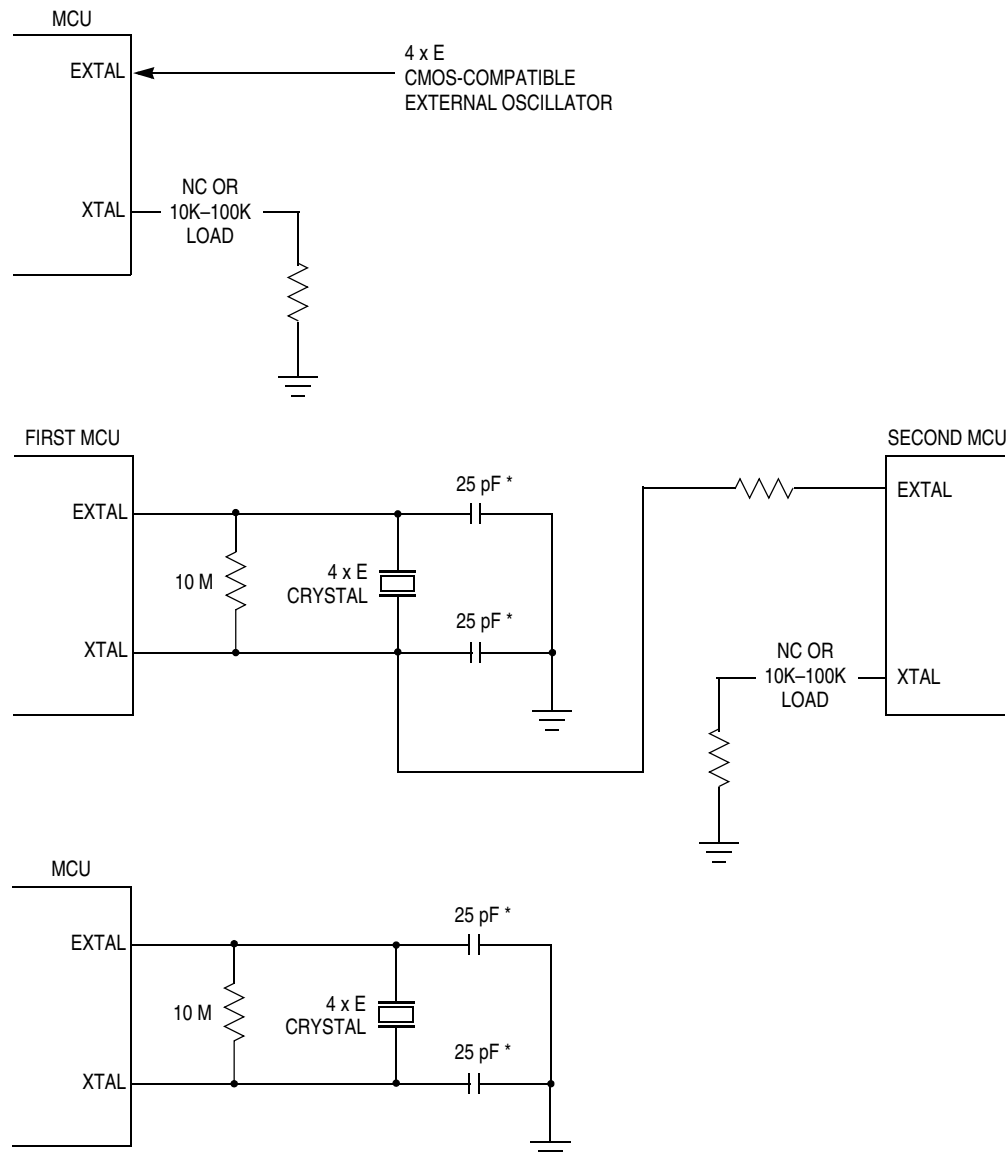 MCU
EXTAL
4 x E
CMOS-COMPATIBLE
EXTERNAL OSCILLATOR
XTAL
NC OR
10K–100K
LOAD
FIRST MCU
SECOND MCU
EXTAL
25 pF *
EXTAL
10 M
4 x E
CRYSTAL
25 pF *
XTAL
NC OR
10K–100K
LOAD
XTAL
MCU
EXTAL
25 pF *
10 M
4 x E
CRYSTAL
25 pF *
XTAL